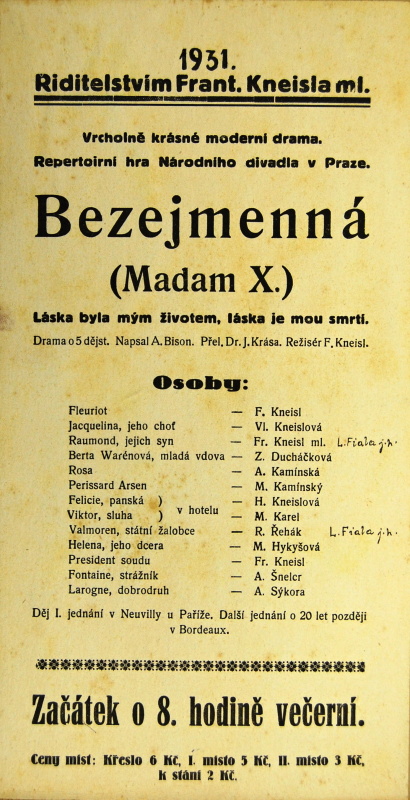 1931.
Riditelstvím Frant. Kneisla ml.
Vrcholně krásné moderní drama.
Repertoirní hra Národního divadla v Praze.
Bezejmenná
(Madam X.)
Láska byla mým životem, láska je mou smrtí.
Drama o 5 dějst. Napsal A. Bison. Přel. Dr. J. Krása. Režisér F. Kneisl.
Osoby:
Fleuriot — F. Kneisl
Jacquelina, jeho choť — Vl. Kneislová
Raumond, jejich syn — Fr. Kneisl ml. L. Fiala j. h.
Berta Warénová, mladá vdova — Z. Ducháčková
Rosa — A. Kamínská
Perissard Arsen — M. Kamínský
Felicie, panská ) — H. Kneislová
v hotelu
Viktor, sluha ) — M. Karel
Valmoren, státní žalobce — R. Řehák L. Fiala j. h.
Helena, jeho dcera — M. Hykyšová
President soudu — Fr. Kneisl
Fontaine, strážník — A. Šnelcr
Larogne, dobrodruh — A. Sýkora
Děj I. jednání v Neuvilly u Paříže. Další jednání o 20 let později
v Bordeaux.
Začátek o 8. hodině večerní.
Ceny míst: Křeslo 6 Kč, I. místo 5 Kč, II. místo 3 Kč,
k stání 2 Kč.